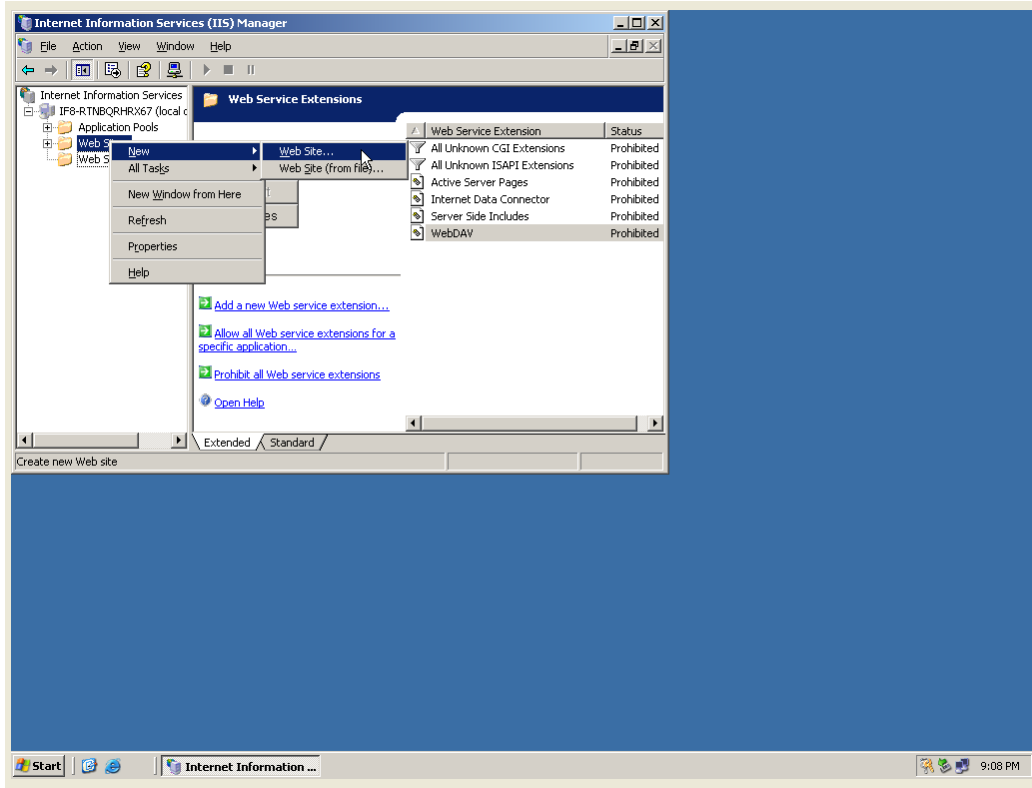 Internet Information Services (IIS) Manager
File Action View Window Help
Internet Information Services
IF8-RTNBQRHRX67 (local c
Application Pools
Web S
Web S
New
All Tasks
New Window from Here
Refresh
Properties
Help
Web Site...
Web Site (from file)...
Web Service Extensions
t
es
Add a new Web service extension...
Allow all Web service extensions for a
specific application...
Prohibit all Web service extensions
Open Help
Web Service Extension Status
All Unknown CGI Extensions Prohibited
All Unknown ISAPI Extensions Prohibited
Active Server Pages Prohibited
Internet Data Connector Prohibited
Server Side Includes Prohibited
WebDAV Prohibited
Extended Standard
Create new Web site
Start Internet Information ... 9:08 PM